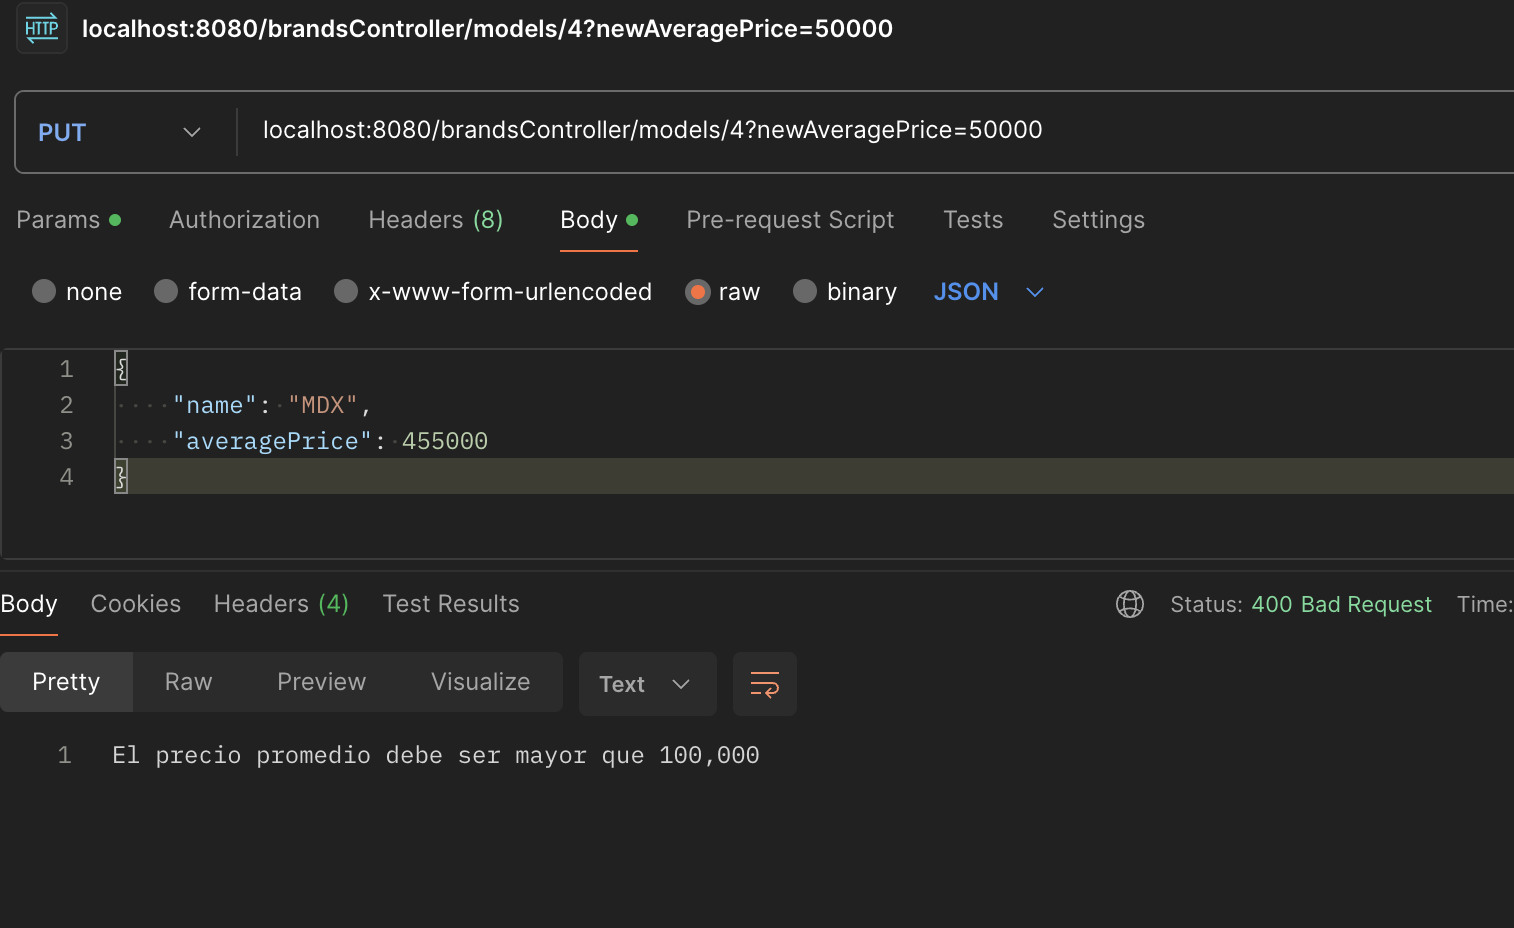 HTTP localhost:8080/brandsController/models/4?newAveragePrice=50000
PUT localhost:8080/brandsController/models/4?newAveragePrice=50000
Params Authorization Headers (8) Body Pre-request Script Tests Settings
none form-data x-www-form-urlencoded raw binary JSON
1 {
2 "name": "MDX",
3 "averagePrice": 455000
4 }
Body Cookies Headers (4) Test Results Status: 400 Bad Request Time:
Pretty Raw Preview Visualize Text
1 El precio promedio debe ser mayor que 100,000